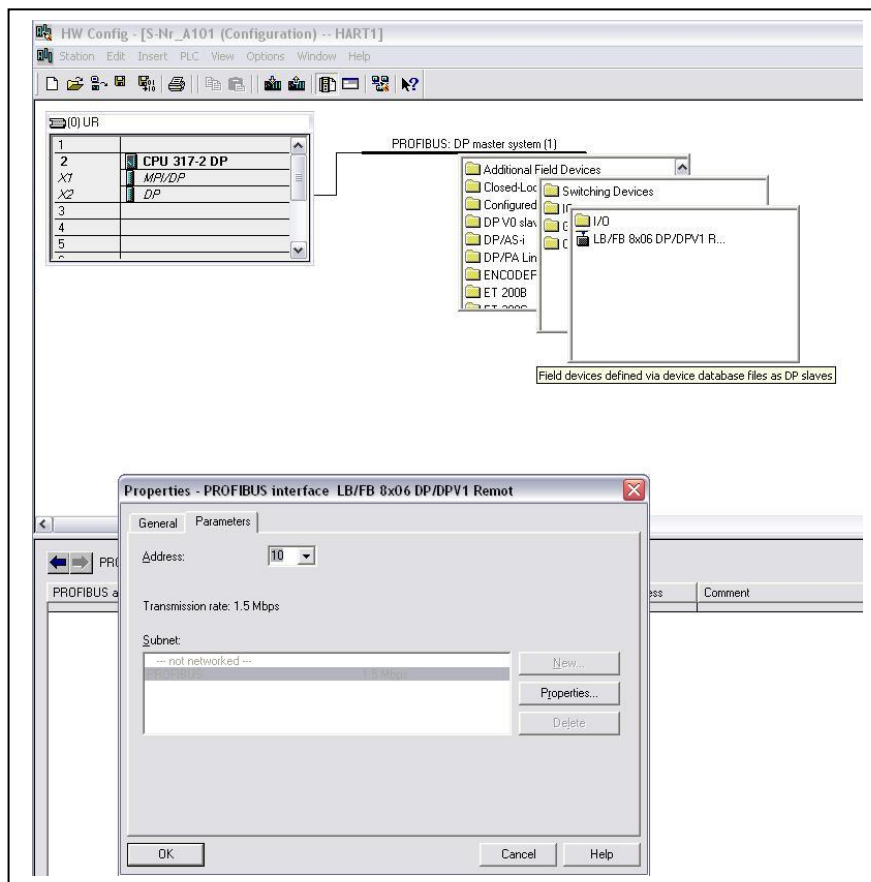 HW Config - [S-Nr_A101 (Configuration) -- HART1]
Station Edit Insert PLC View Options Window Help
(0) UR
1
2 CPU 317-2 DP
X1 MPI/DP
X2 DP
3
4
5
PROFIBUS: DP master system (1)
Additional Field Devices
Closed-Loo
Configured
DP V0 slav
DP/AS-i
DP/PA Lin
ENCODER
ET 200B
Switching Devices
I/O
LB/FB 8x06 DP/DPV1 R...
Field devices defined via device database files as DP slaves
Properties - PROFIBUS interface LB/FB 8x06 DP/DPV1 Remot
General Parameters
Address: 10
Transmission rate: 1.5 Mbps
Subnet:
--- not networked ---
PROFIBUS 1.5 Mbps
New...
Properties...
Delete
OK Cancel Help
PRO
PROFIBUS a
ess Comment